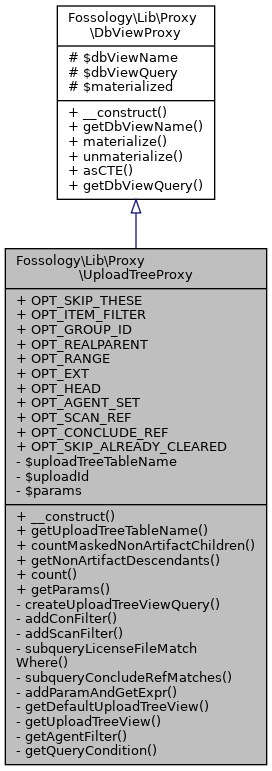 Fossology\Lib\Proxy
\DbViewProxy
# $dbViewName
# $dbViewQuery
# $materialized
+ __construct()
+ getDbViewName()
+ materialize()
+ unmaterialize()
+ asCTE()
+ getDbViewQuery()
Fossology\Lib\Proxy
\UploadTreeProxy
+ OPT_SKIP_THESE
+ OPT_ITEM_FILTER
+ OPT_GROUP_ID
+ OPT_REALPARENT
+ OPT_RANGE
+ OPT_EXT
+ OPT_HEAD
+ OPT_AGENT_SET
+ OPT_SCAN_REF
+ OPT_CONCLUDE_REF
+ OPT_SKIP_ALREADY_CLEARED
- $uploadTreeTableName
- $uploadId
- $params
+ __construct()
+ getUploadTreeTableName()
+ countMaskedNonArtifactChildren()
+ getNonArtifactDescendants()
+ count()
+ getParams()
- createUploadTreeViewQuery()
- addConFilter()
- addScanFilter()
- subqueryLicenseFileMatch
Where()
- subqueryConcludeRefMatches()
- addParamAndGetExpr()
- getDefaultUploadTreeView()
- getUploadTreeView()
- getAgentFilter()
- getQueryCondition()